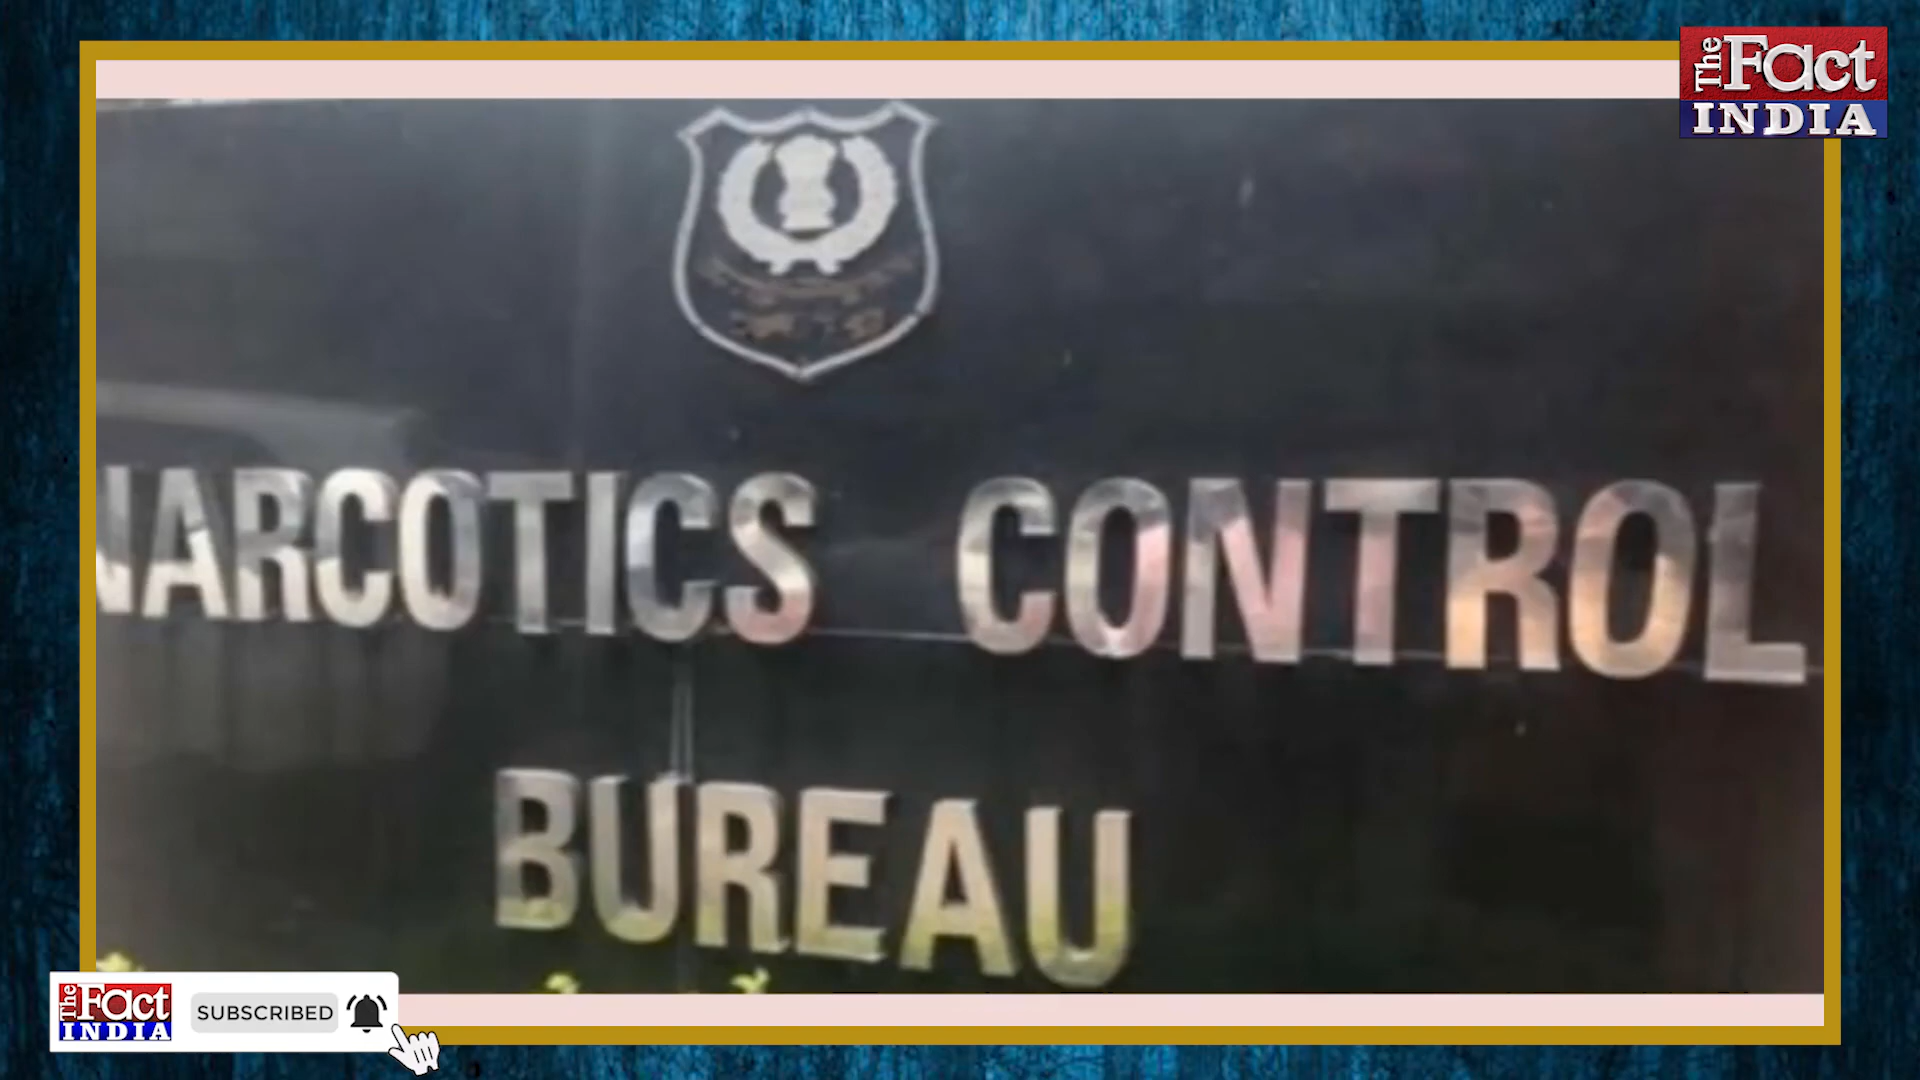 The
Fact
INDIA
NARCOTICS CONTROL
BUREAU
The
Fact
INDIA
SUBSCRIBED